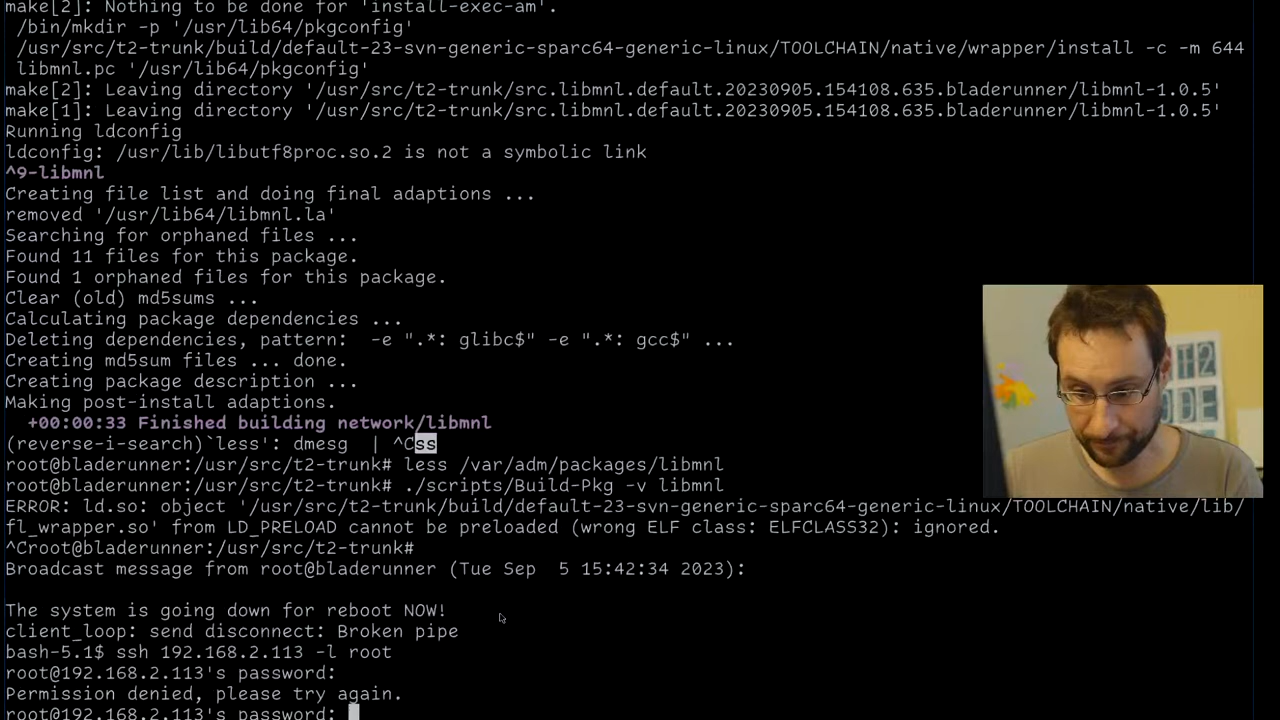 make[2]: Nothing to be done for 'install-exec-am'.
/bin/mkdir -p '/usr/lib64/pkgconfig'
/usr/src/t2-trunk/build/default-23-svn-generic-sparc64-generic-linux/TOOLCHAIN/native/wrapper/install -c -m 644
libmnl.pc '/usr/lib64/pkgconfig'
make[2]: Leaving directory '/usr/src/t2-trunk/src.libmnl.default.20230905.154108.635.bladerunner/libmnl-1.0.5'
make[1]: Leaving directory '/usr/src/t2-trunk/src.libmnl.default.20230905.154108.635.bladerunner/libmnl-1.0.5'
Running ldconfig
ldconfig: /usr/lib/libutf8proc.so.2 is not a symbolic link
^9-libmnl
Creating file list and doing final adaptions ...
removed '/usr/lib64/libmnl.la'
Searching for orphaned files ...
Found 11 files for this package.
Found 1 orphaned files for this package.
Clear (old) md5sums ...
Calculating package dependencies ...
Deleting dependencies, pattern:  -e ".*: glibc$" -e ".*: gcc$" ...
Creating md5sum files ... done.
Creating package description ...
Making post-install adaptions.
+00:00:33 Finished building network/libmnl
(reverse-i-search)`less': dmesg  | ^Css
root@bladerunner:/usr/src/t2-trunk# less /var/adm/packages/libmnl
root@bladerunner:/usr/src/t2-trunk# ./scripts/Build-Pkg -v libmnl
ERROR: ld.so: object '/usr/src/t2-trunk/build/default-23-svn-generic-sparc64-generic-linux/TOOLCHAIN/native/lib/
fl_wrapper.so' from LD_PRELOAD cannot be preloaded (wrong ELF class: ELFCLASS32): ignored.
^Croot@bladerunner:/usr/src/t2-trunk#
Broadcast message from root@bladerunner (Tue Sep  5 15:42:34 2023):
The system is going down for reboot NOW!
client_loop: send disconnect: Broken pipe
bash-5.1$ ssh 192.168.2.113 -l root
root@192.168.2.113's password:
Permission denied, please try again.
root@192.168.2.113's password:
T2